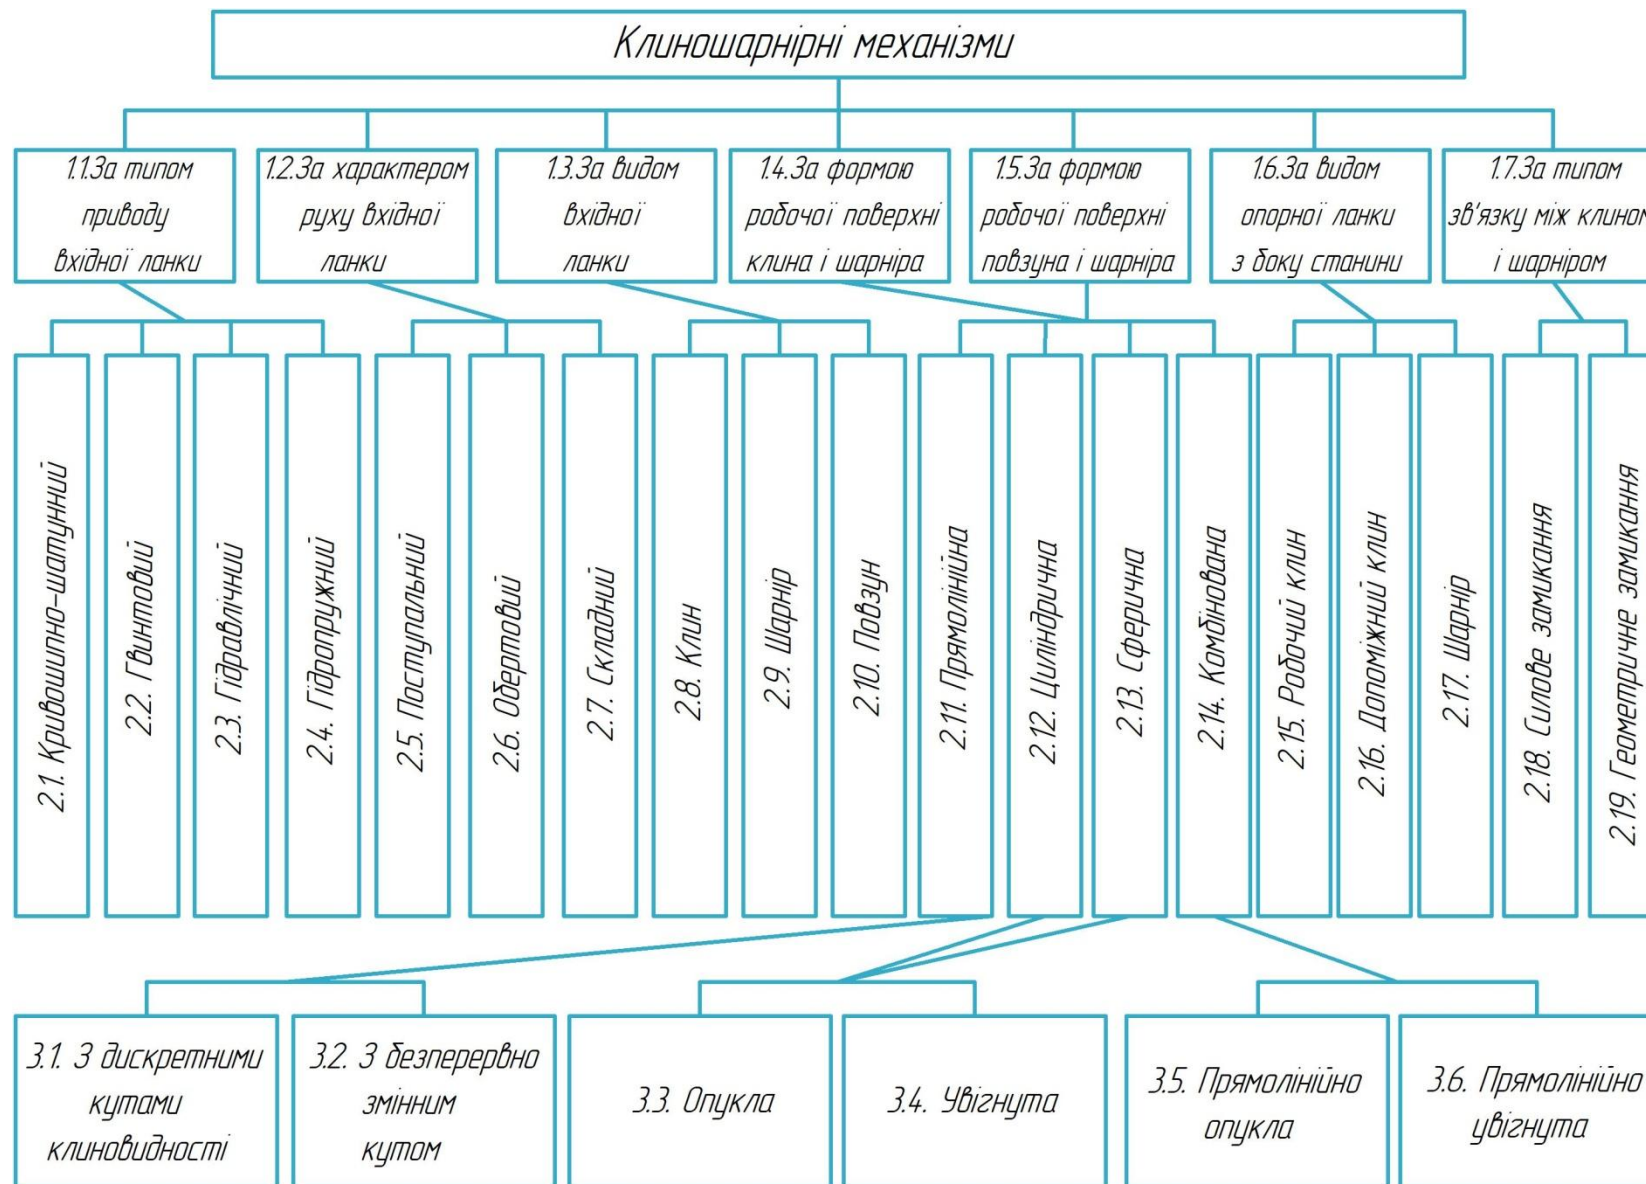 Клиношарнірні механізми
1.1.За типом
приводу
вхідної ланки
1.2.За характером
руху вхідної
ланки
1.3.За видом
вхідної
ланки
1.4.За формою
робочої поверхні
клина і шарніра
1.5.За формою
робочої поверхні
повзуна і шарніра
1.6.За видом
опорної ланки
з боку станини
1.7.За типом
зв'язку між клином
і шарніром
2.1. Кривошипно-шатунний
2.2. Гвинтовий
2.3. Гідравлічний
2.4. Гідропружний
2.5. Поступальний
2.6. Обертовий
2.7. Складний
2.8. Клин
2.9. Шарнір
2.10. Повзун
2.11. Прямолінійна
2.12. Циліндрична
2.13. Сферична
2.14. Комбінована
2.15. Робочий клин
2.16. Допоміжний клин
2.17. Шарнір
2.18. Силове замикання
2.19. Геометричне замикання
3.1. З дискретними
кутами
клиновидності
3.2. З безперервно
змінним
кутом
3.3. Опукла
3.4. Увігнута
3.5. Прямолінійно
опукла
3.6. Прямолінійно
увігнута